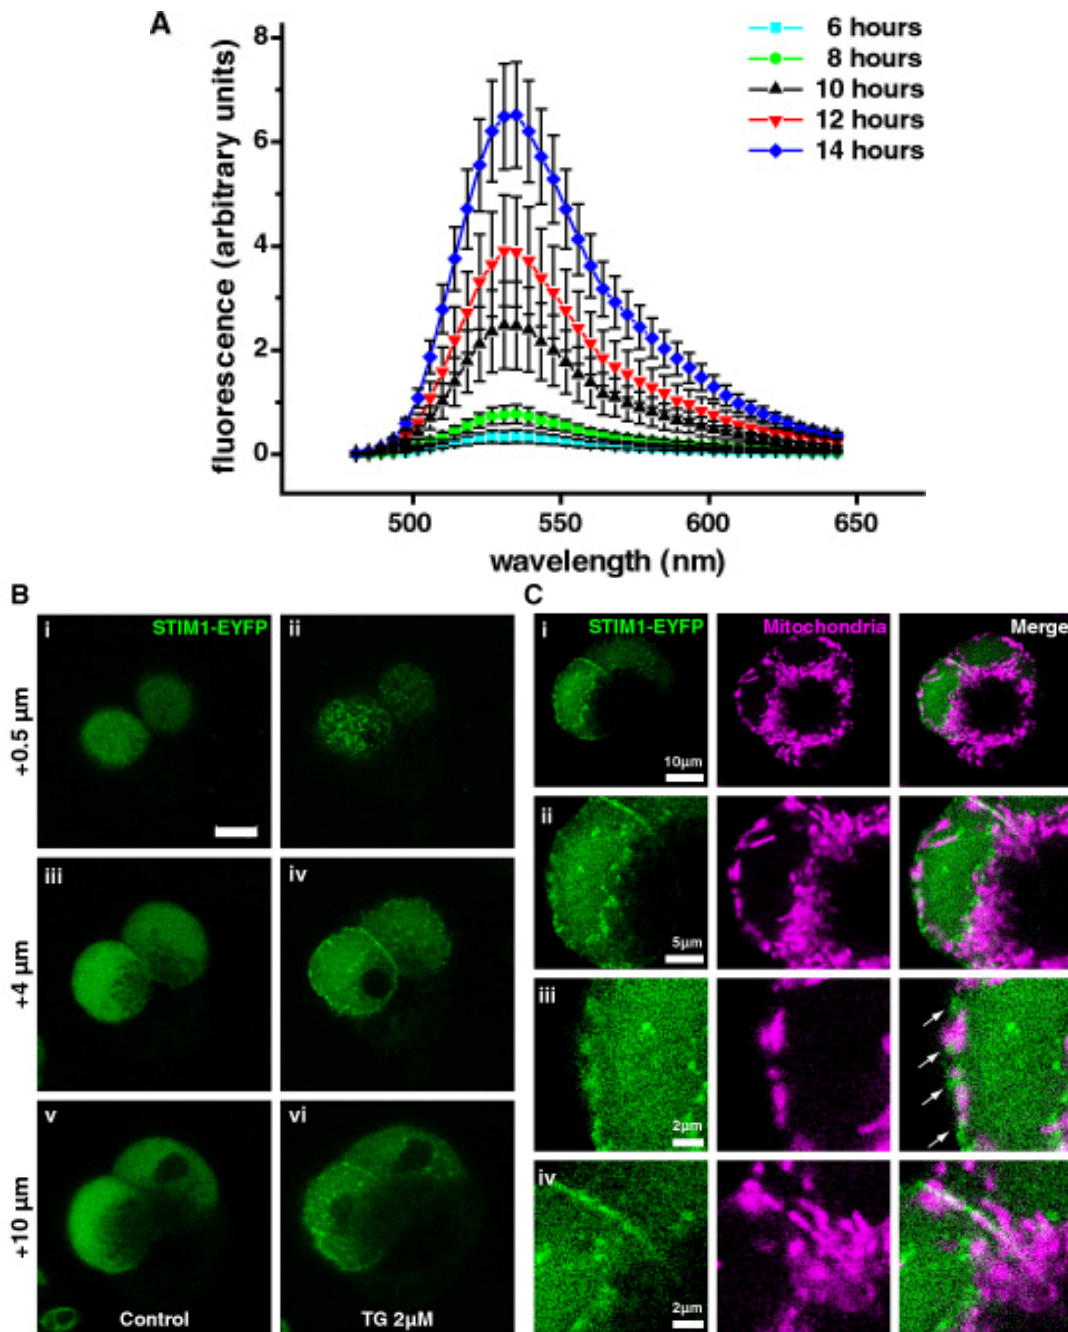 A
fluorescence (arbitrary units)
8
6
4
2
0
500 550 600 650
wavelength (nm)
6 hours
8 hours
10 hours
12 hours
14 hours
B
i STIM1-EYFP ii
+0.5 µm
iii iv
+4 µm
v vi
+10 µm
Control TG 2µM
C
i STIM1-EYFP Mitochondria Merge
10µm
ii
5µm
iii
2µm
iv
2µm